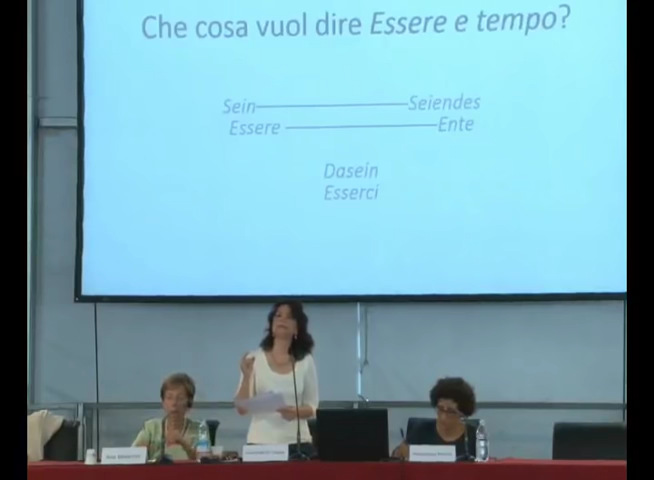 Che cosa vuol dire Essere e tempo?
Sein Seiendes
Essere Ente
Dasein
Esserci